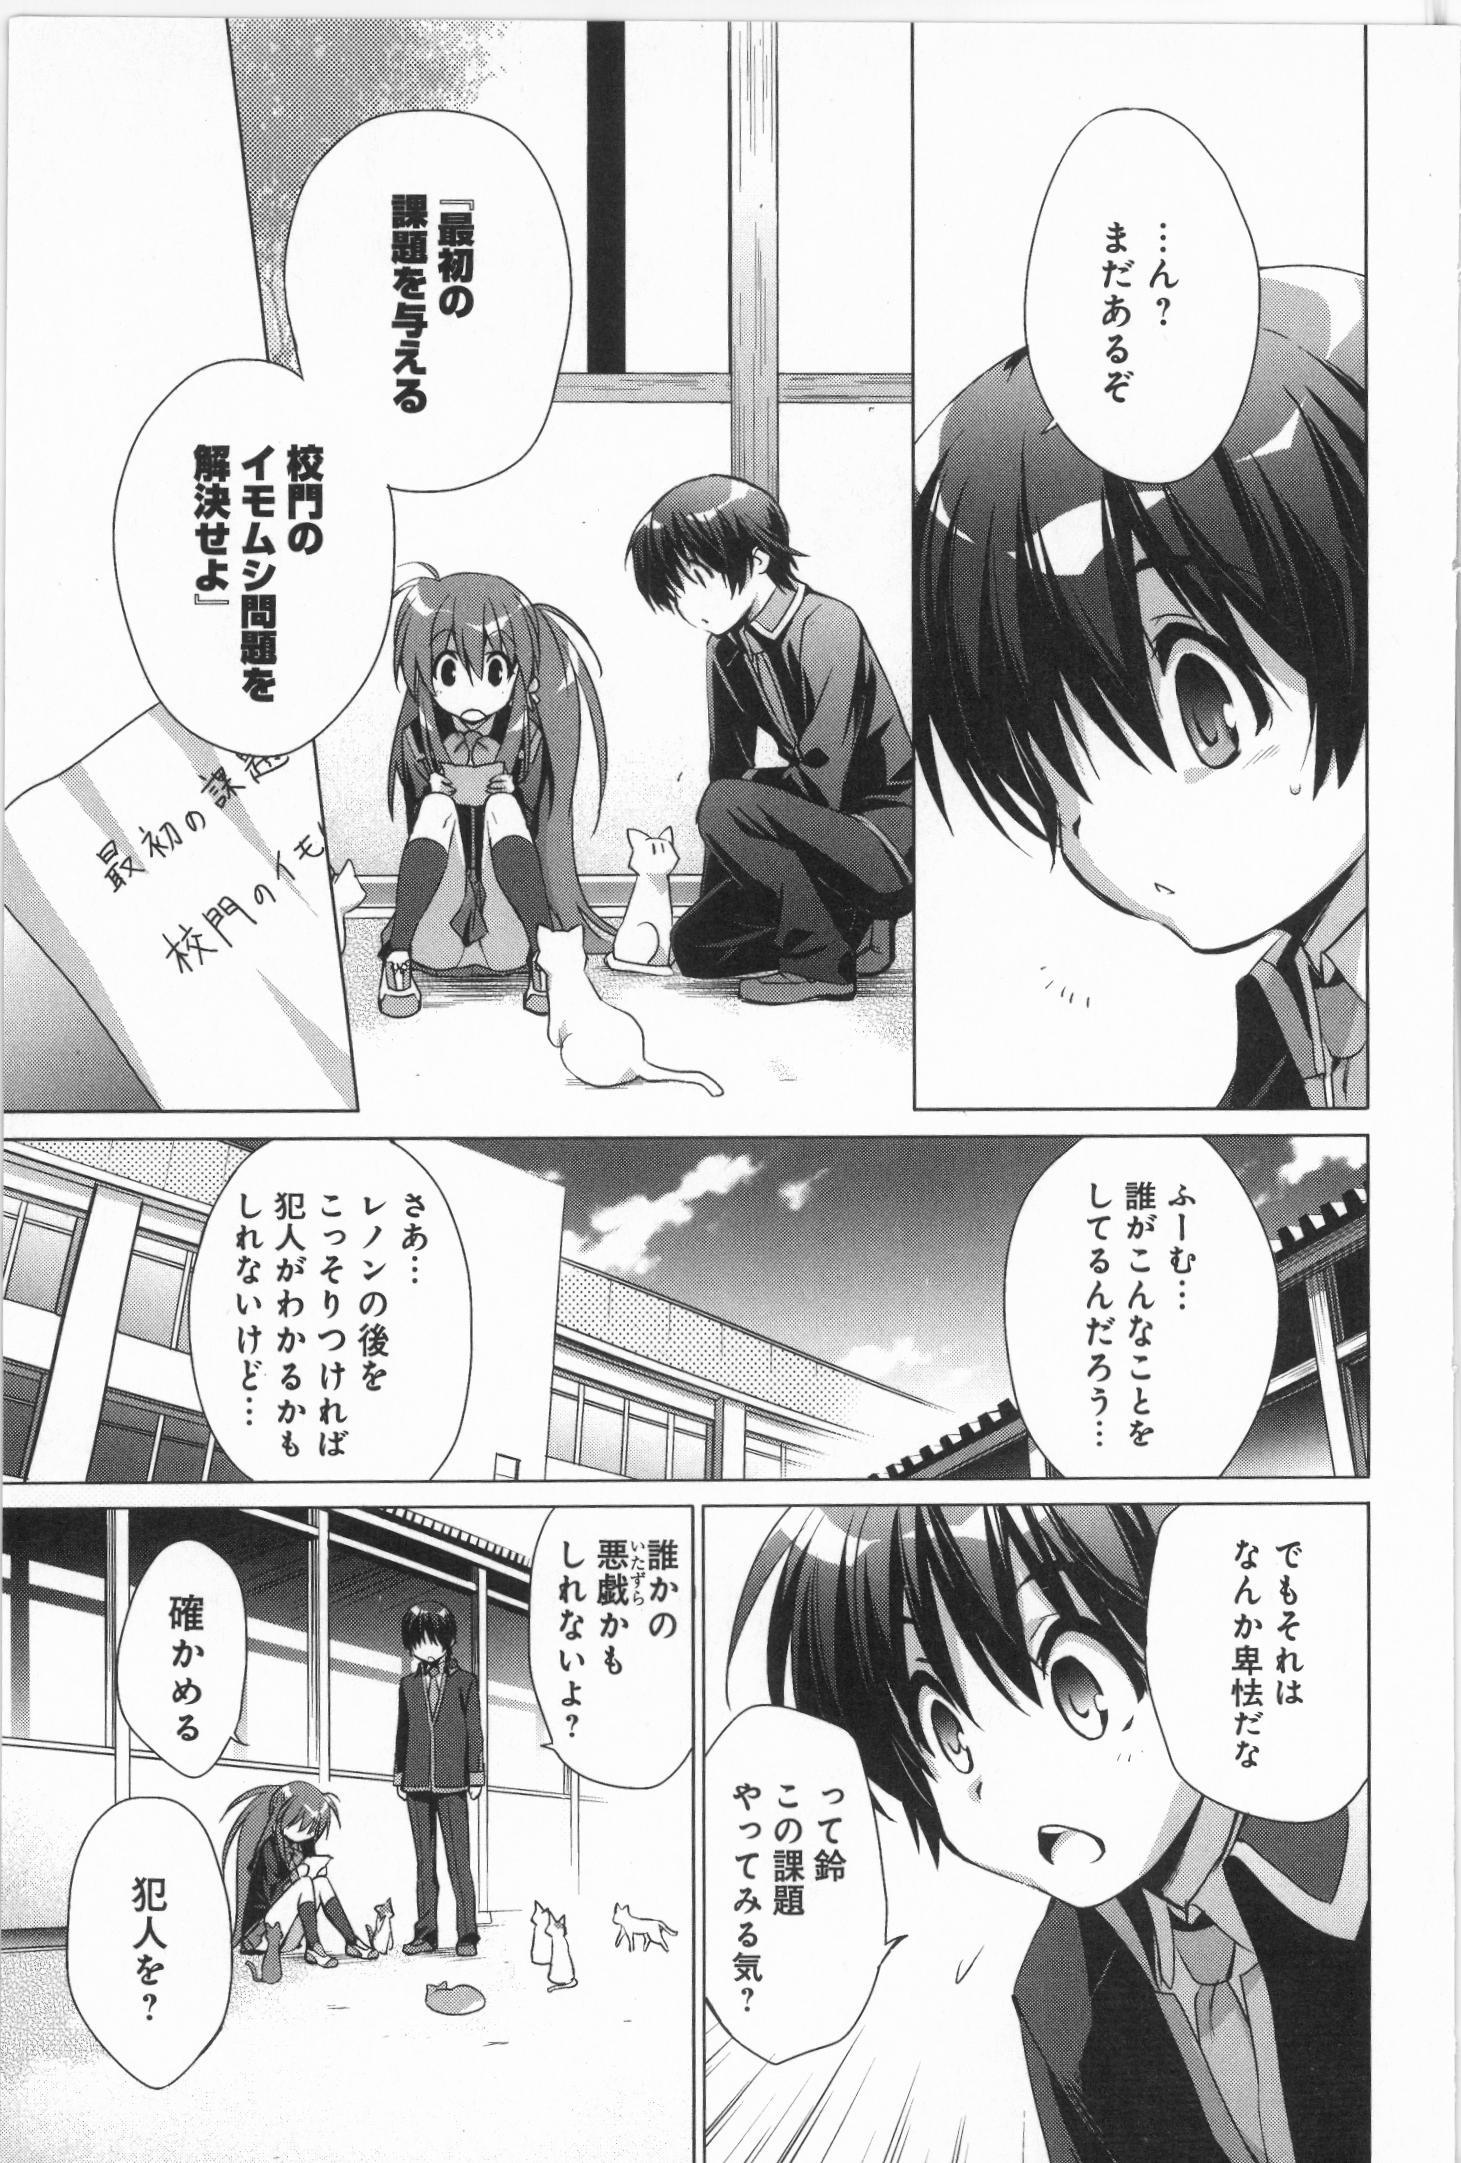 …ん?
まだあるぞ
『最初の
課題を与える
校門の
イモムシ問題を
解決せよ』
最初の課題
校門のイモ
ふーむ…
誰がこんなことを
してるんだろう…
さあ…
レノンの後を
こっそりつければ
犯人がわかるかも
しれないけど…
でもそれは
なんか卑怯だな
って鈴
この課題
やってみる気?
誰かの
悪戯かも
いたずら
しれないよ?
確かめる
犯人を?